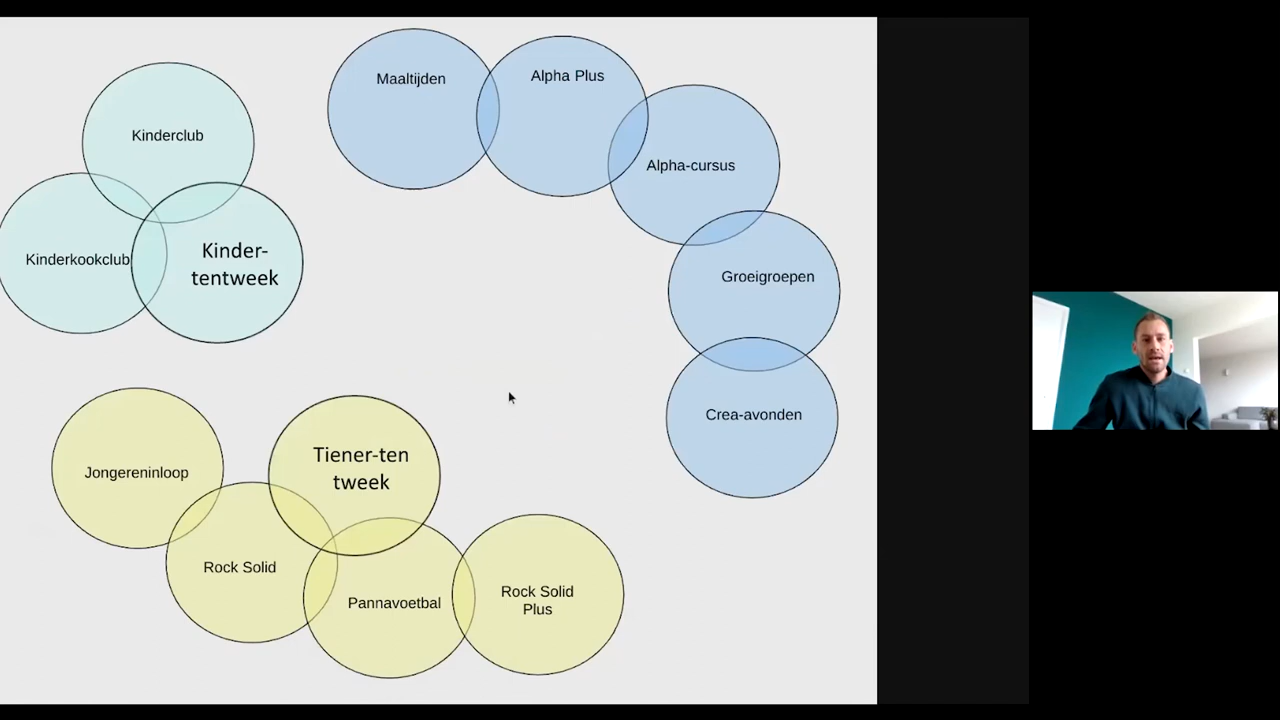 Maaltijden
Alpha Plus
Kinderclub
Alpha-cursus
Kinderkookclub
Kinder-
tentweek
Groeigroepen
Crea-avonden
Jongereninloop
Tiener-ten
tweek
Rock Solid
Pannavoetbal
Rock Solid
Plus